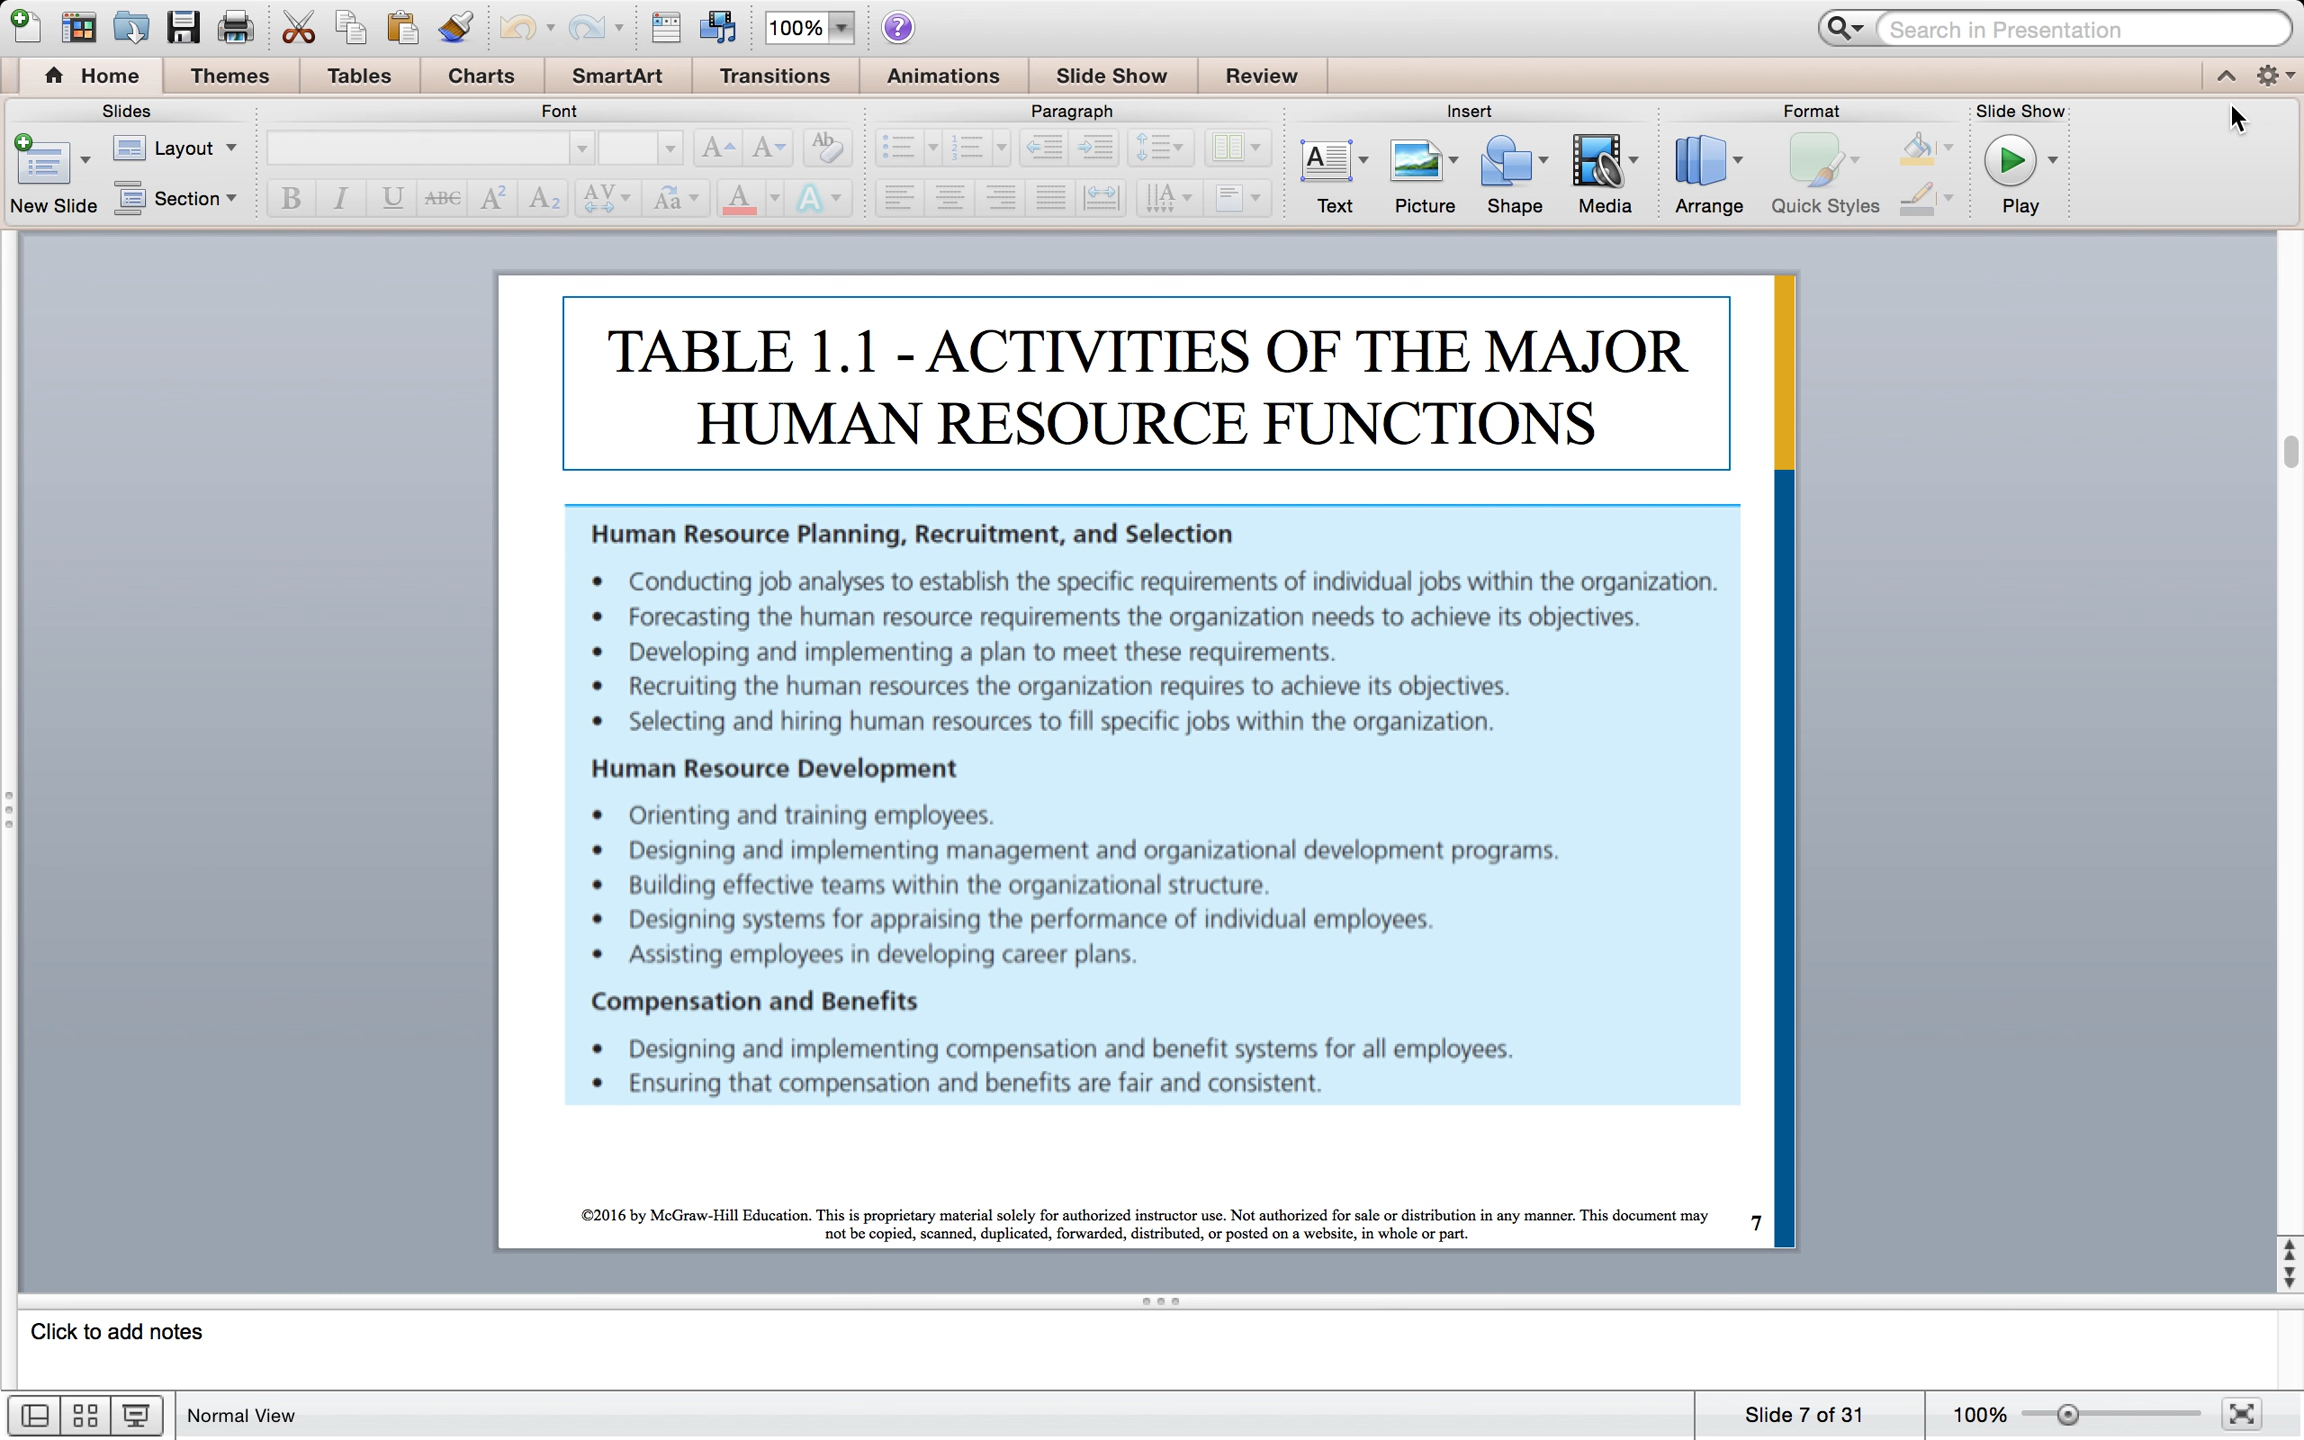 100%
Search in Presentation
Home
Themes
Tables
Charts
SmartArt
Transitions
Animations
Slide Show
Review
Slides
Font
Paragraph
Insert
Format
Slide Show
Layout
New Slide
Section
B I U ABC A² A₂ AV Aa A A
Text
Picture
Shape
Media
Arrange
Quick Styles
Play
TABLE 1.1 - ACTIVITIES OF THE MAJOR
HUMAN RESOURCE FUNCTIONS
Human Resource Planning, Recruitment, and Selection
• Conducting job analyses to establish the specific requirements of individual jobs within the organization.
• Forecasting the human resource requirements the organization needs to achieve its objectives.
• Developing and implementing a plan to meet these requirements.
• Recruiting the human resources the organization requires to achieve its objectives.
• Selecting and hiring human resources to fill specific jobs within the organization.
Human Resource Development
• Orienting and training employees.
• Designing and implementing management and organizational development programs.
• Building effective teams within the organizational structure.
• Designing systems for appraising the performance of individual employees.
• Assisting employees in developing career plans.
Compensation and Benefits
• Designing and implementing compensation and benefit systems for all employees.
• Ensuring that compensation and benefits are fair and consistent.
©2016 by McGraw-Hill Education. This is proprietary material solely for authorized instructor use. Not authorized for sale or distribution in any manner. This document may
not be copied, scanned, duplicated, forwarded, distributed, or posted on a website, in whole or part.
7
Click to add notes
Normal View
Slide 7 of 31
100%